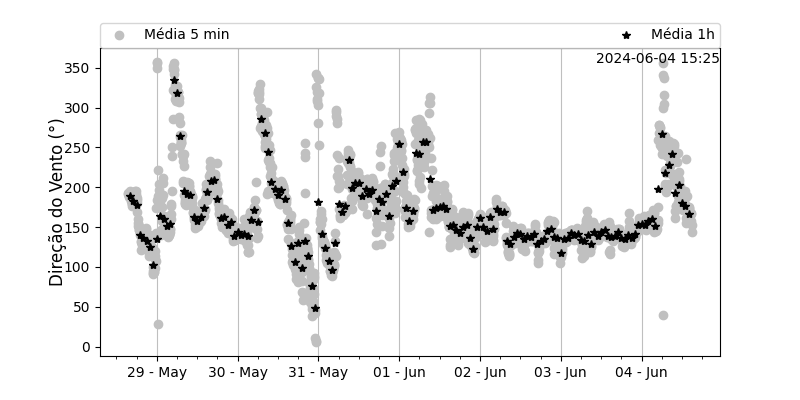 Média 5 min
Média 1h
2024-06-04 15:25
Direção do Vento (°)
350
300
250
200
150
100
50
0
29 - May
30 - May
31 - May
01 - Jun
02 - Jun
03 - Jun
04 - Jun